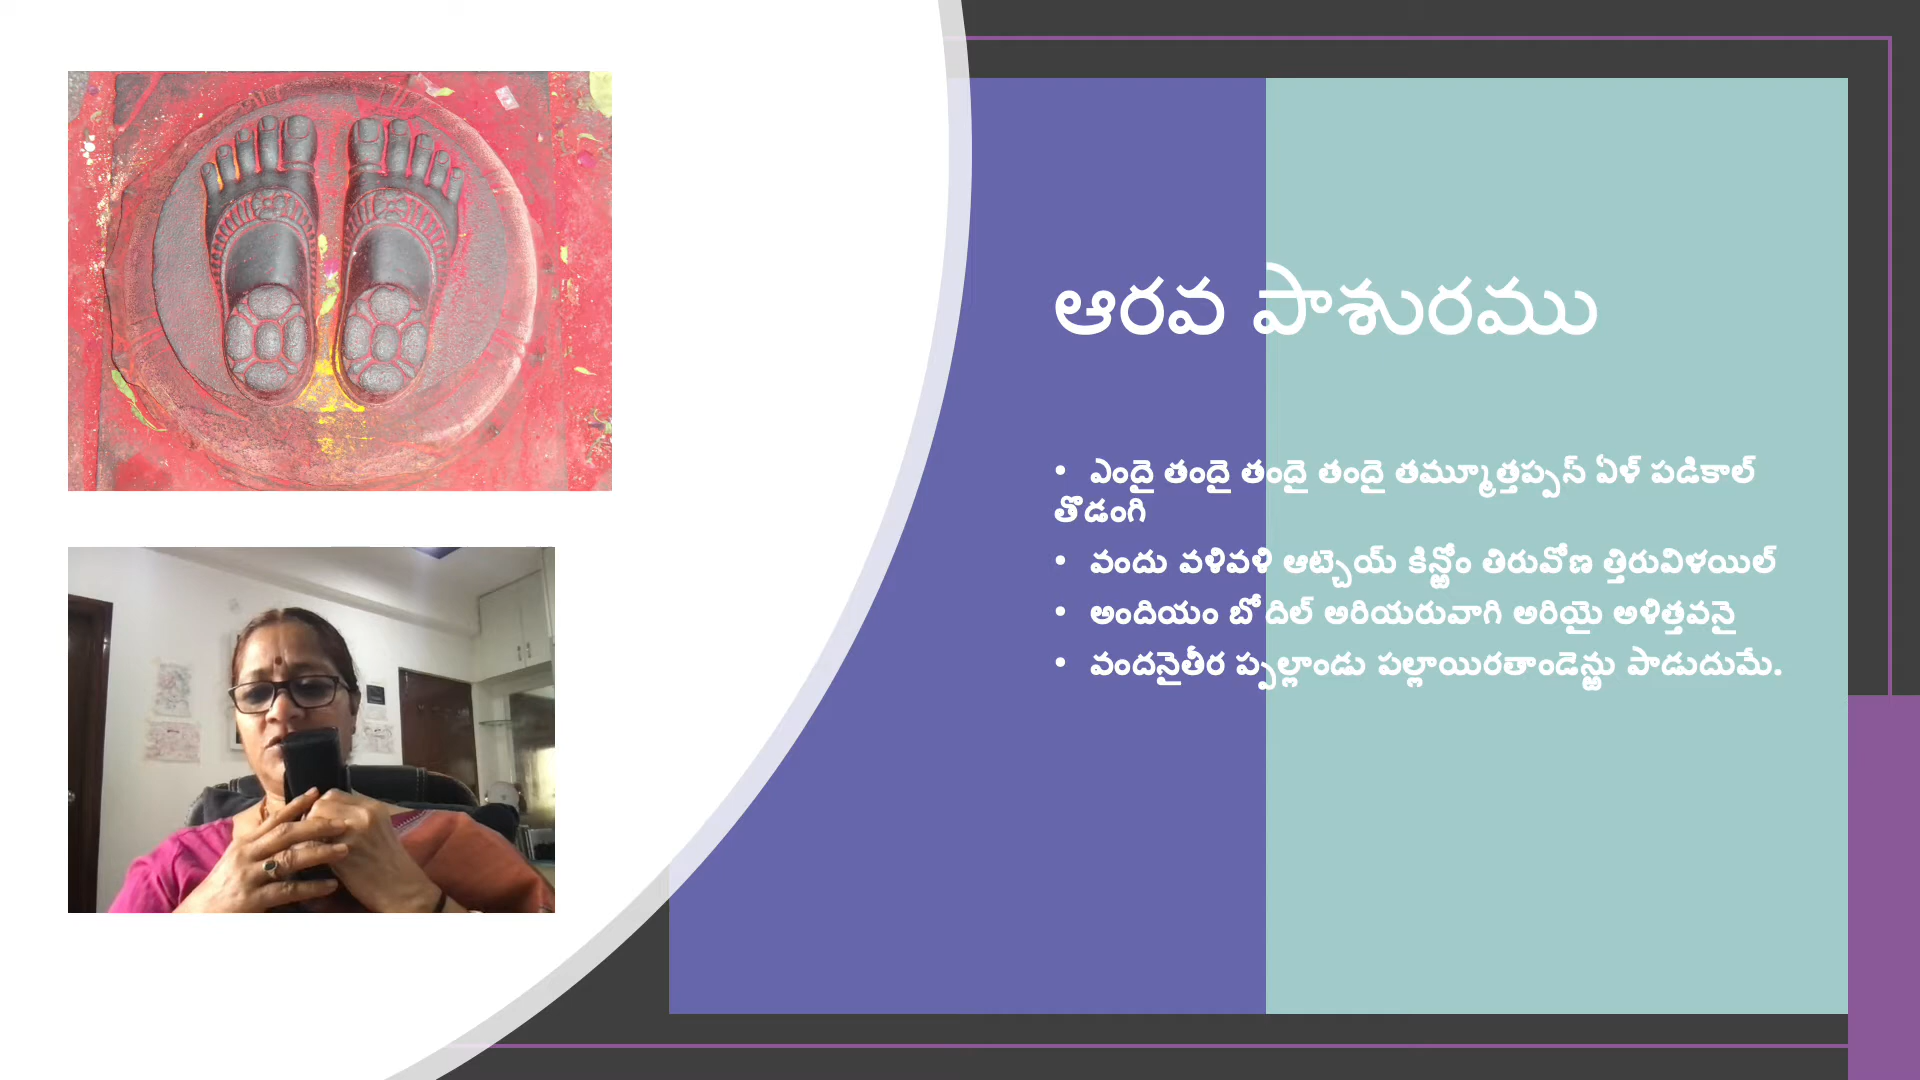 ఆరవ పాశురము
• ఎందై తందై తందై తందై తమ్మూత్తప్పన్ ఏళ్ పడికాల్
తొడంగి
• వందు వళివళి ఆట్చెయ్ కిన్ఱోం తిరువోణ త్తిరువిళయిల్
• అందియం బోదిల్ అరియరువాగి అరియై అళిత్తవనై
• వందనైతీర ప్పల్లాండు పల్లాయిరతాండెన్ఱు పాడుదుమే.